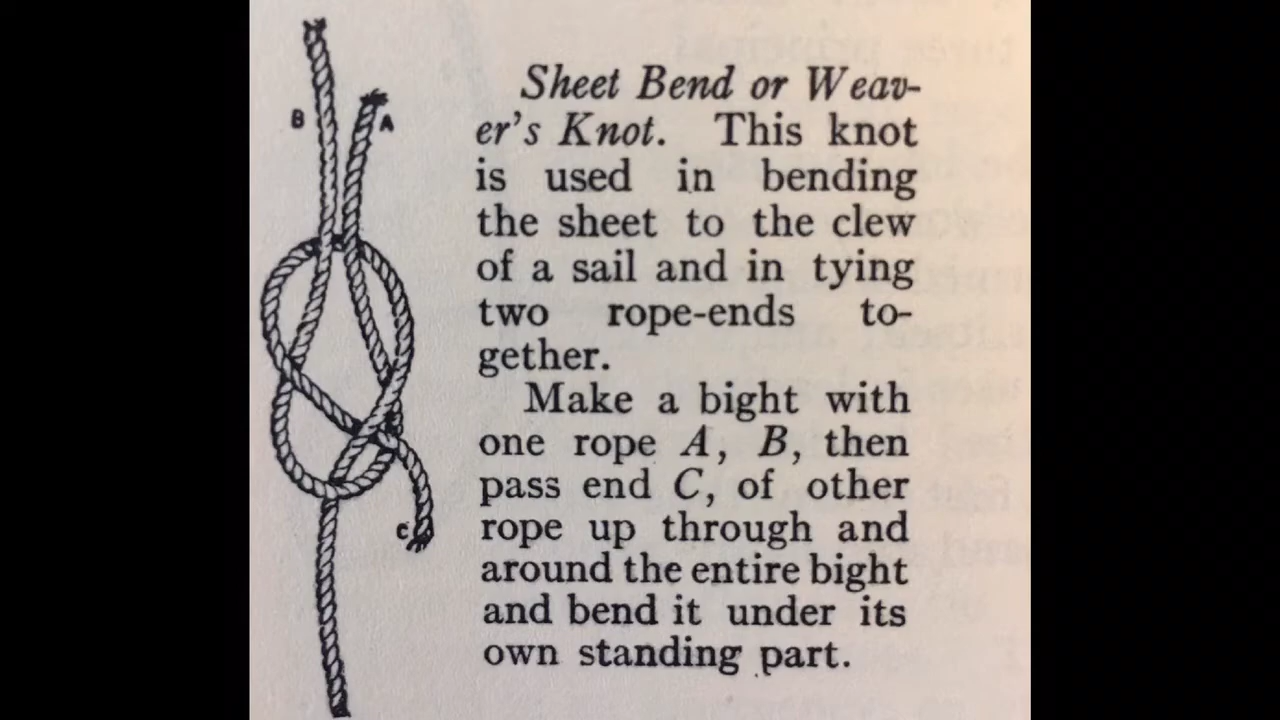 B
A
Sheet Bend or Weav-
er's Knot. This knot
is used in bending
the sheet to the clew
of a sail and in tying
two rope-ends to-
gether.
Make a bight with
one rope A, B, then
pass end C, of other
rope up through and
around the entire bight
and bend it under its
own standing part.
C